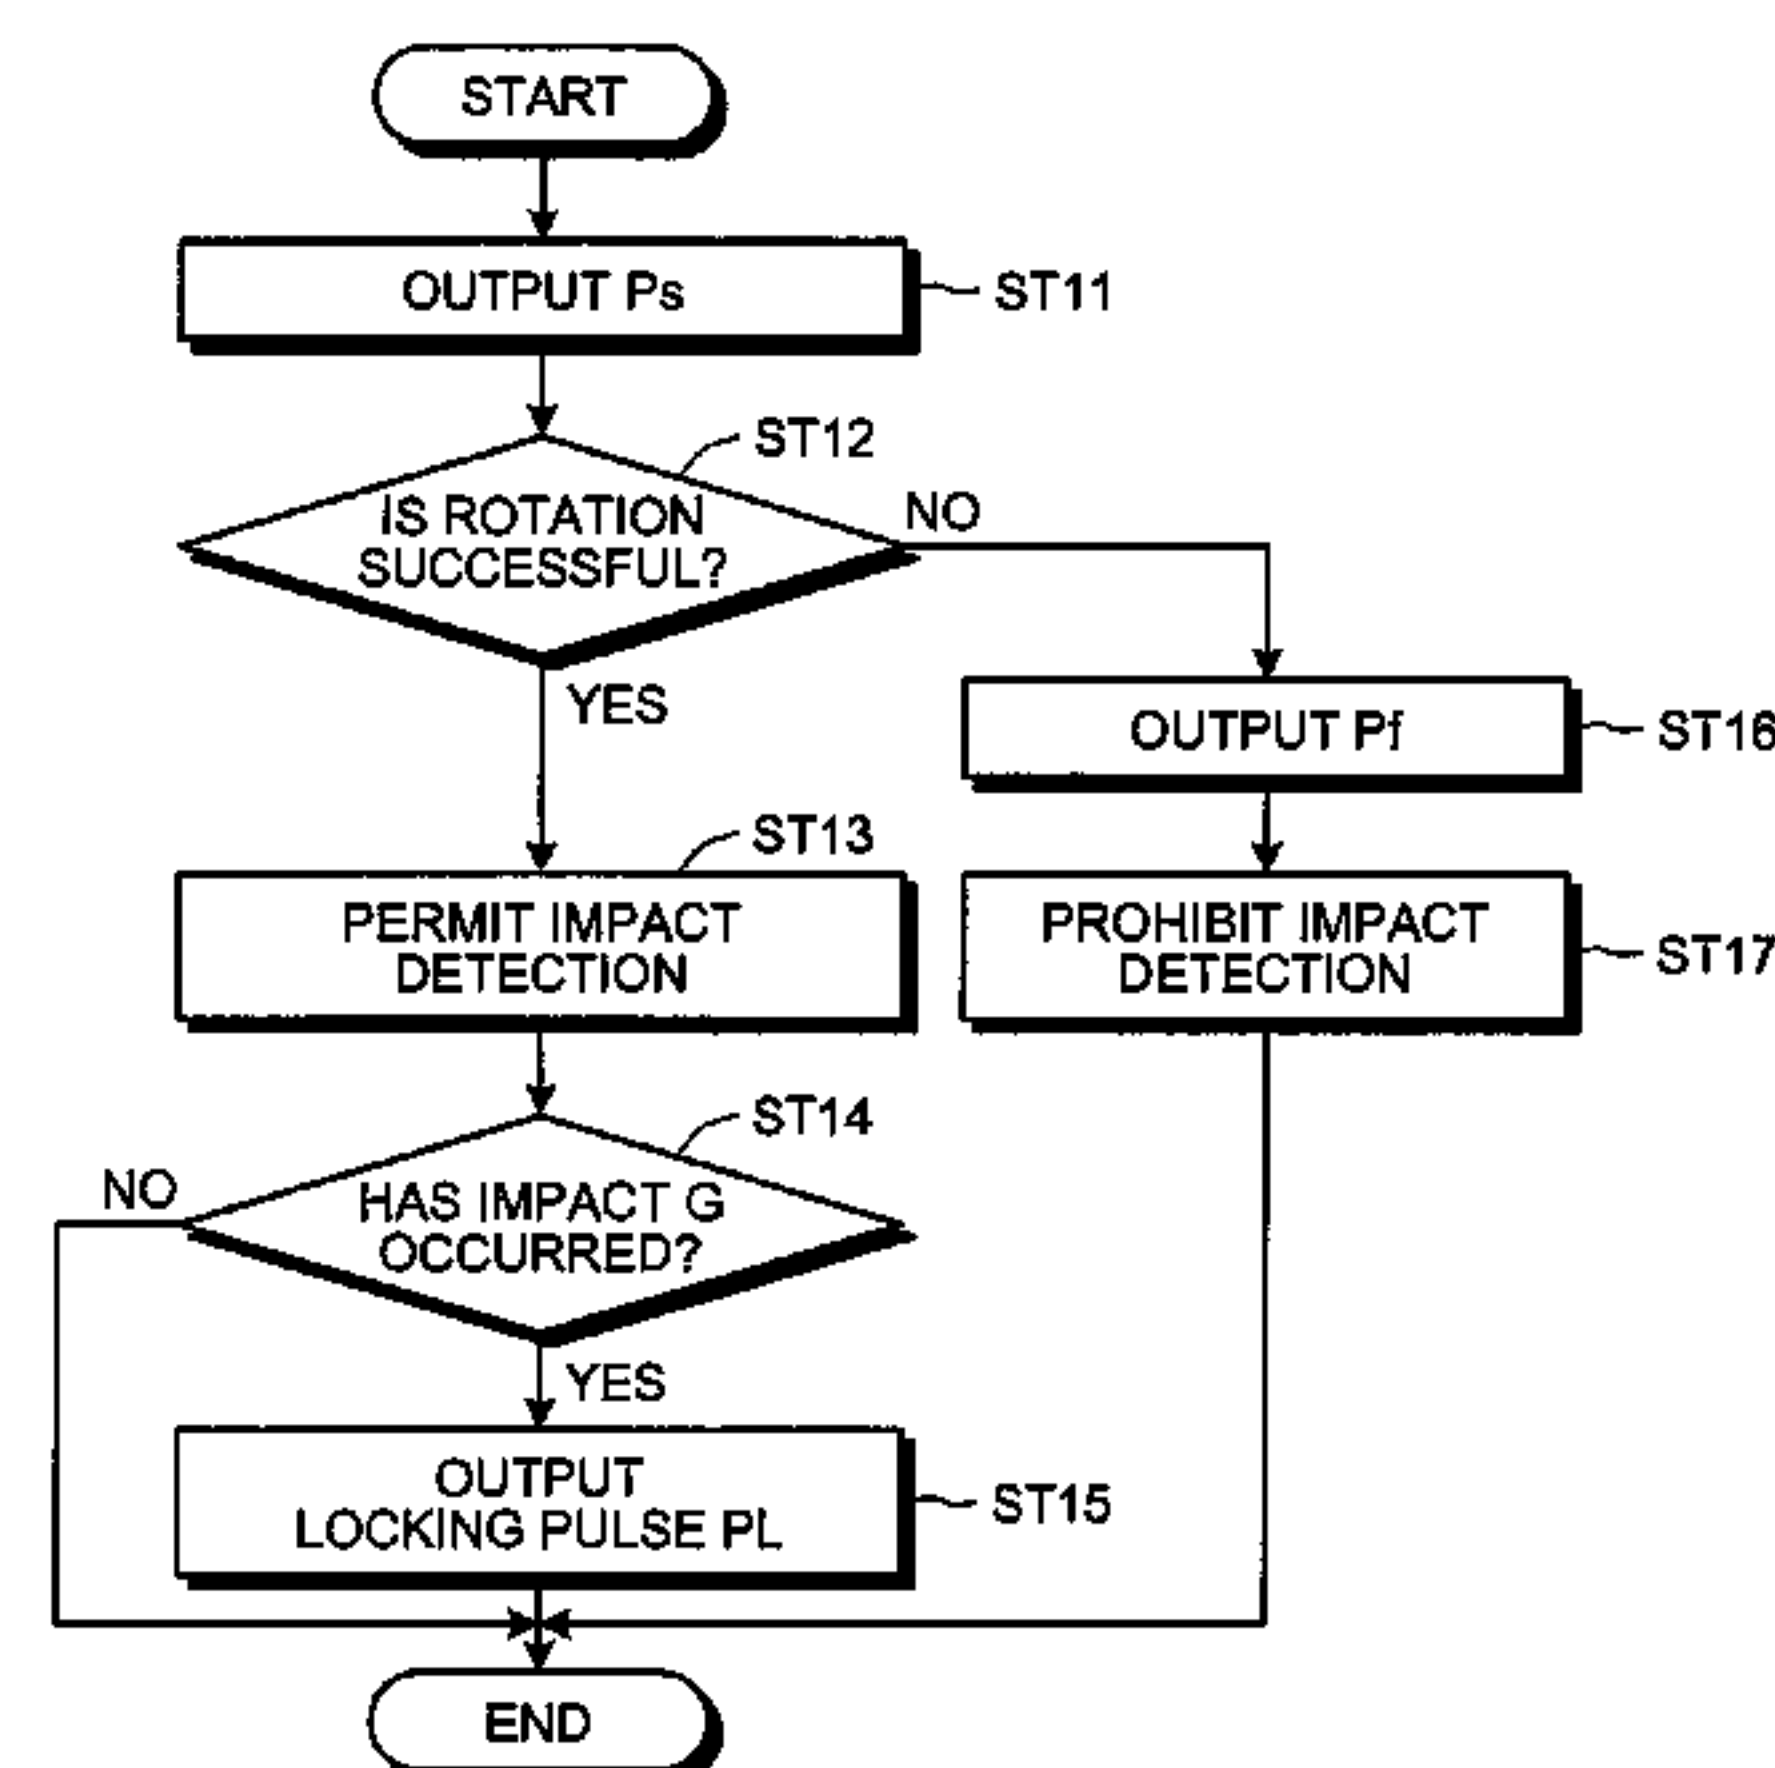 START
OUTPUT Ps
ST11
ST12
IS ROTATION
SUCCESSFUL?
NO
YES
OUTPUT Pf
ST16
ST13
PERMIT IMPACT
DETECTION
PROHIBIT IMPACT
DETECTION
ST17
ST14
NO
HAS IMPACT G
OCCURRED?
YES
OUTPUT
LOCKING PULSE PL
ST15
END